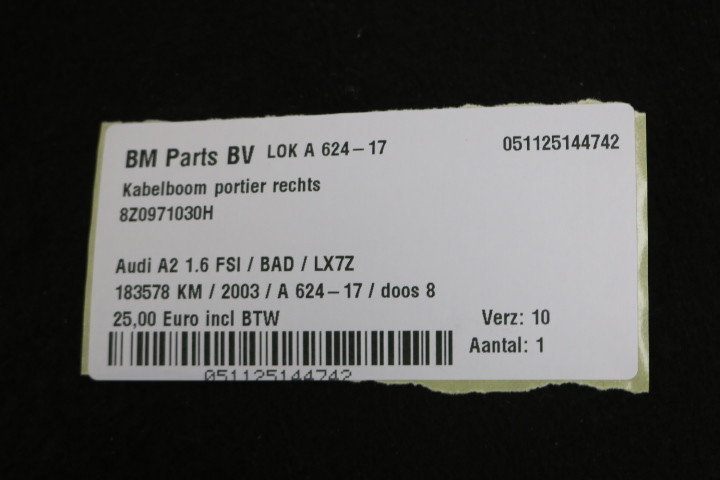 BM Parts BV LOK A 624-17 051125144742
Kabelboom portier rechts
8Z0971030H
Audi A2 1.6 FSI / BAD / LX7Z
183578 KM / 2003 / A 624-17 / doos 8
25,00 Euro incl BTW Verz: 10
Aantal: 1
051125144742